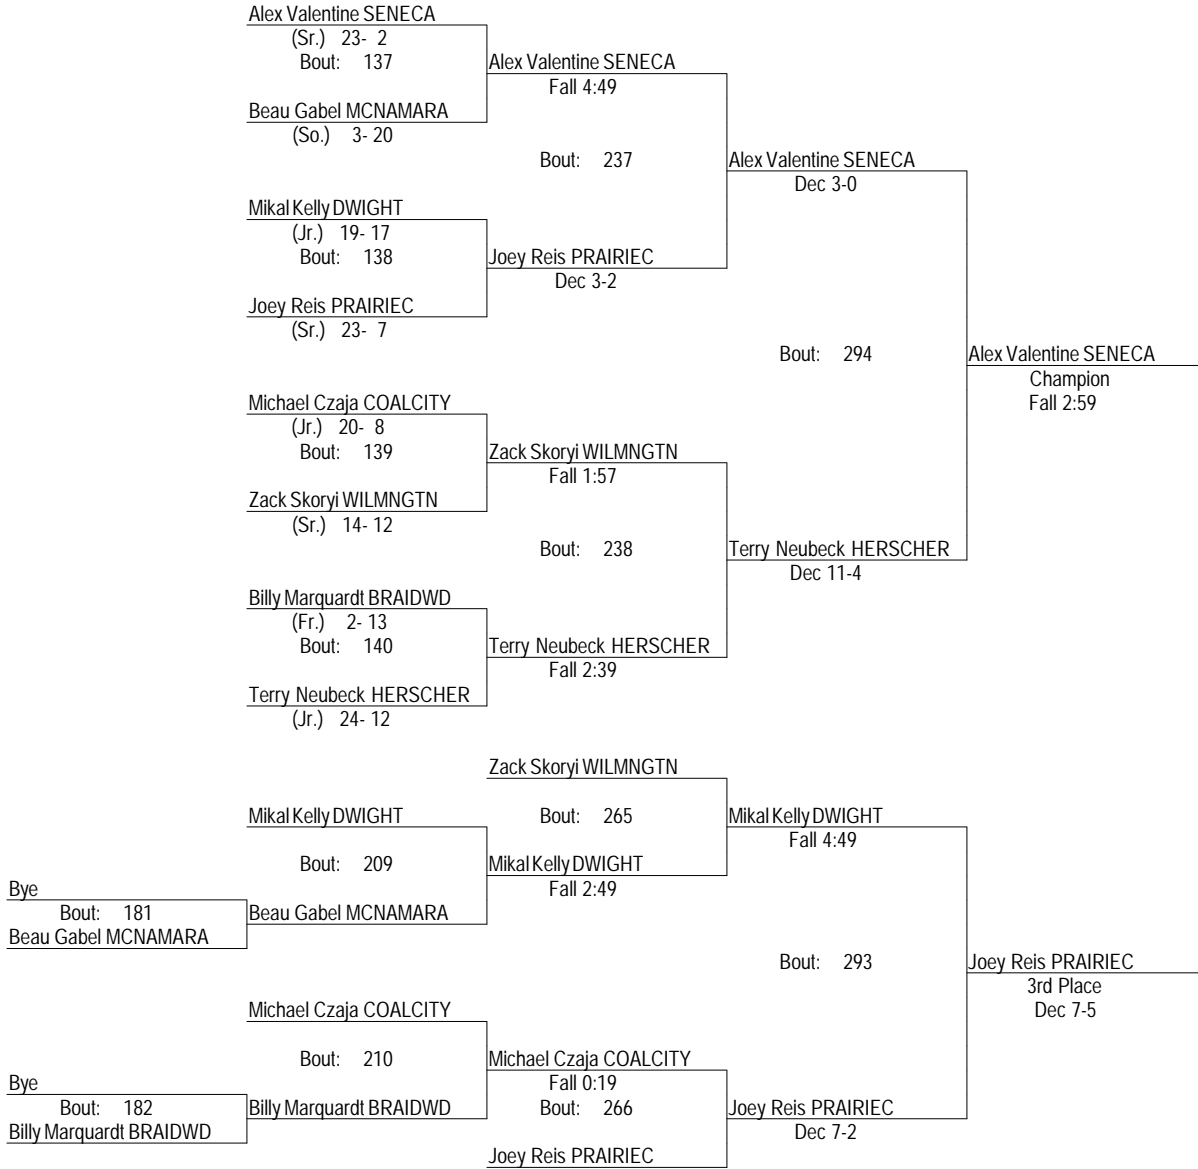 Alex Valentine SENECA
(Sr.) 23- 2
Bout: 137
Alex Valentine SENECA
Fall 4:49
Beau Gabel MCNAMARA
(So.) 3- 20
Bout: 237
Alex Valentine SENECA
Dec 3-0
Mikal Kelly DWIGHT
(Jr.) 19- 17
Bout: 138
Joey Reis PRAIRIEC
Dec 3-2
Joey Reis PRAIRIEC
(Sr.) 23- 7
Bout: 294
Alex Valentine SENECA
Champion
Fall 2:59
Michael Czaja COALCITY
(Jr.) 20- 8
Bout: 139
Zack Skoryi WILMNGTN
Fall 1:57
Zack Skoryi WILMNGTN
(Sr.) 14- 12
Bout: 238
Terry Neubeck HERSCHER
Dec 11-4
Billy Marquardt BRAIDWD
(Fr.) 2- 13
Bout: 140
Terry Neubeck HERSCHER
Fall 2:39
Terry Neubeck HERSCHER
(Jr.) 24- 12
Zack Skoryi WILMNGTN
Mikal Kelly DWIGHT
Bout: 265
Mikal Kelly DWIGHT
Fall 4:49
Bout: 209
Mikal Kelly DWIGHT
Fall 2:49
Bye
Bout: 181
Beau Gabel MCNAMARA
Beau Gabel MCNAMARA
Bout: 293
Joey Reis PRAIRIEC
3rd Place
Dec 7-5
Michael Czaja COALCITY
Bout: 210
Michael Czaja COALCITY
Fall 0:19
Bye
Bout: 182
Billy Marquardt BRAIDWD
Bout: 266
Joey Reis PRAIRIEC
Dec 7-2
Billy Marquardt BRAIDWD
Joey Reis PRAIRIEC